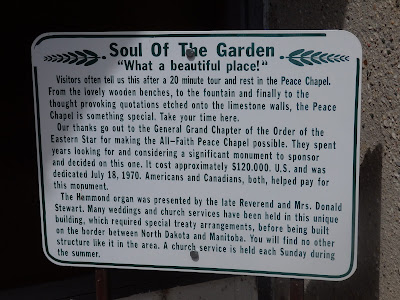 Soul Of The Garden
"What a beautiful place!"
Visitors often tell us this after a 20 minute tour and rest in the Peace Chapel.
From the lovely wooden benches, to the fountain and finally to the
thought provoking quotations etched onto the limestone walls, the Peace
Chapel is something special. Take your time here.
Our thanks go out to the General Grand Chapter of the Order of the
Eastern Star for making the All-Faith Peace Chapel possible. They spent
years looking for and considering a significant monument to sponsor
and decided on this one. It cost approximately $120.000. U.S. and was
dedicated July 18, 1970. Americans and Canadians, both, helped pay for
this monument.
The Hammond organ was presented by the late Reverend and Mrs. Donald
Stewart. Many weddings and church services have been held in this unique
building, which required special treaty arrangements, before being built
on the border between North Dakota and Manitoba. You will find no other
structure like it in the area. A church service is held each Sunday during
the summer.